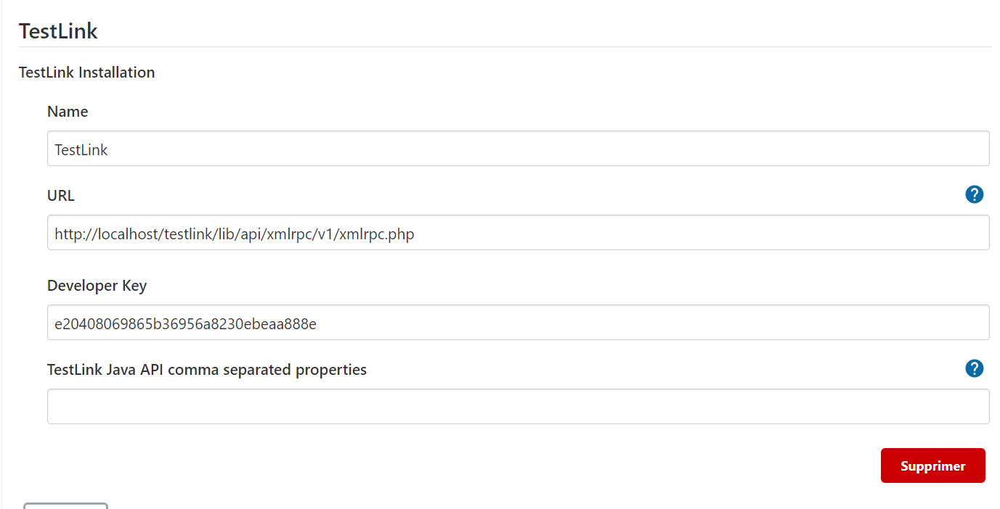 TestLink
TestLink Installation
Name
TestLink
URL
?
http://localhost/testlink/lib/api/xmlrpc/v1/xmlrpc.php
Developer Key
e20408069865b36956a8230ebeaa888e
TestLink Java API comma separated properties
?
Supprimer